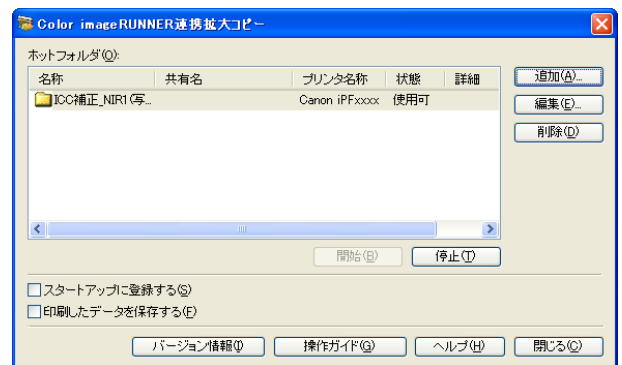 Color imageRUNNER連携拡大コピー
ホットフォルダ(O):
名称 共有名 プリンタ名称 状態 詳細
ICC補正_NIR1(写... Canon iPFxxxx 使用可
追加(A)...
編集(E)...
削除(D)
開始(B) 停止(T)
スタートアップに登録する(S)
印刷したデータを保存する(F)
バージョン情報(I) 操作ガイド(G) ヘルプ(H) 閉じる(C)